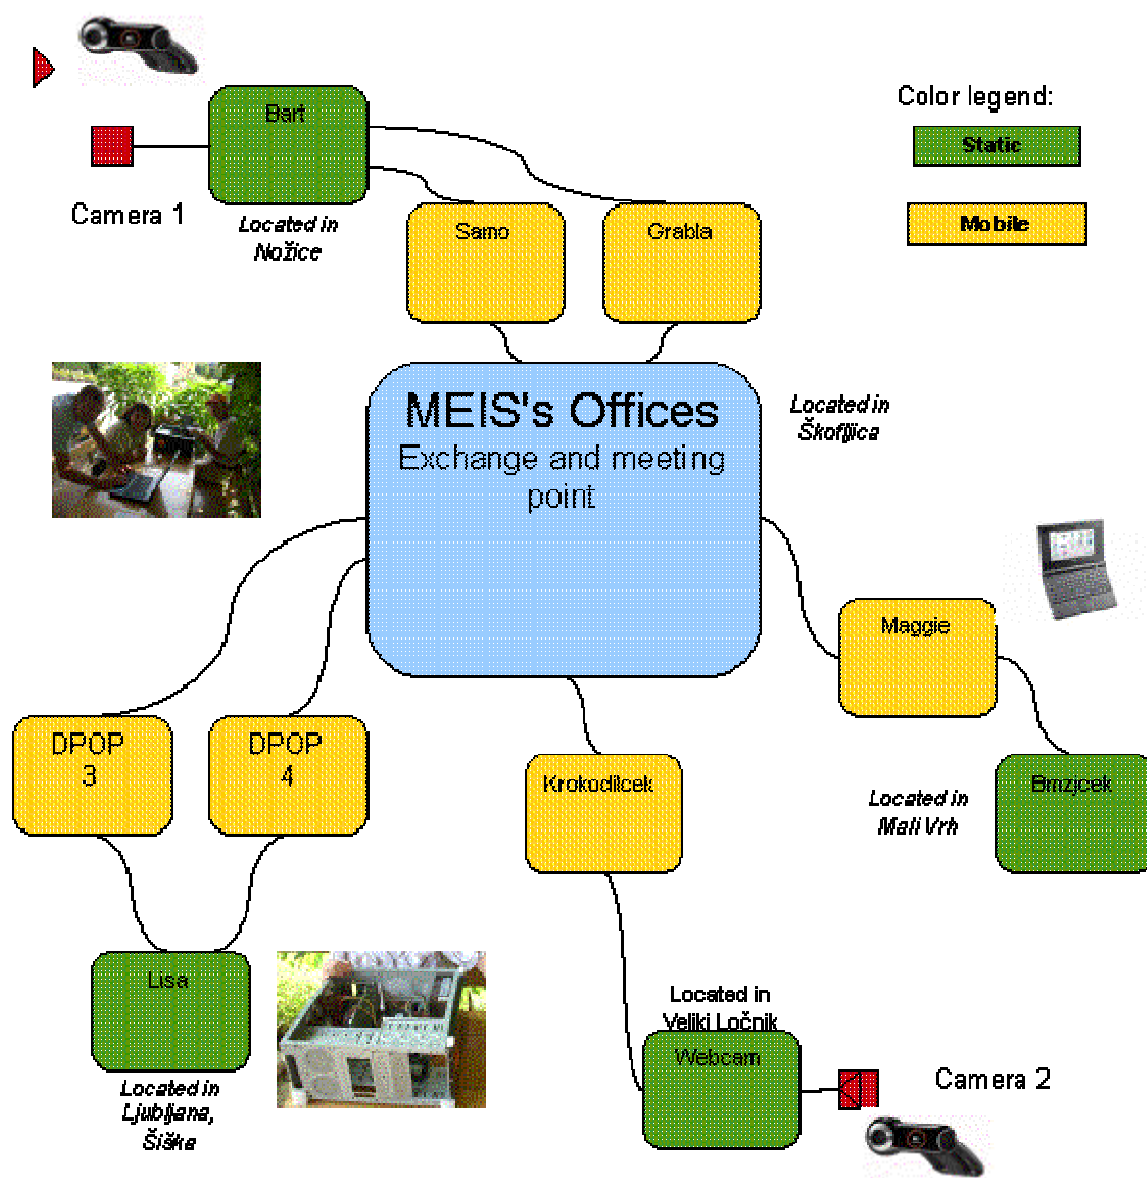 Bart
Color legend:
Static
Camera 1
Located in
Nožice
Samo
Grabla
Mobile
MEIS's Offices
Exchange and meeting
point
Located in
Škofljica
Maggie
DPOP
3
DPOP
4
Krokodilcek
Located in
Mali Vrh
Brnzjcek
Lisa
Located in
Ljubljana,
Šiška
Located in
Veliki Ločnik
Webcam
Camera 2